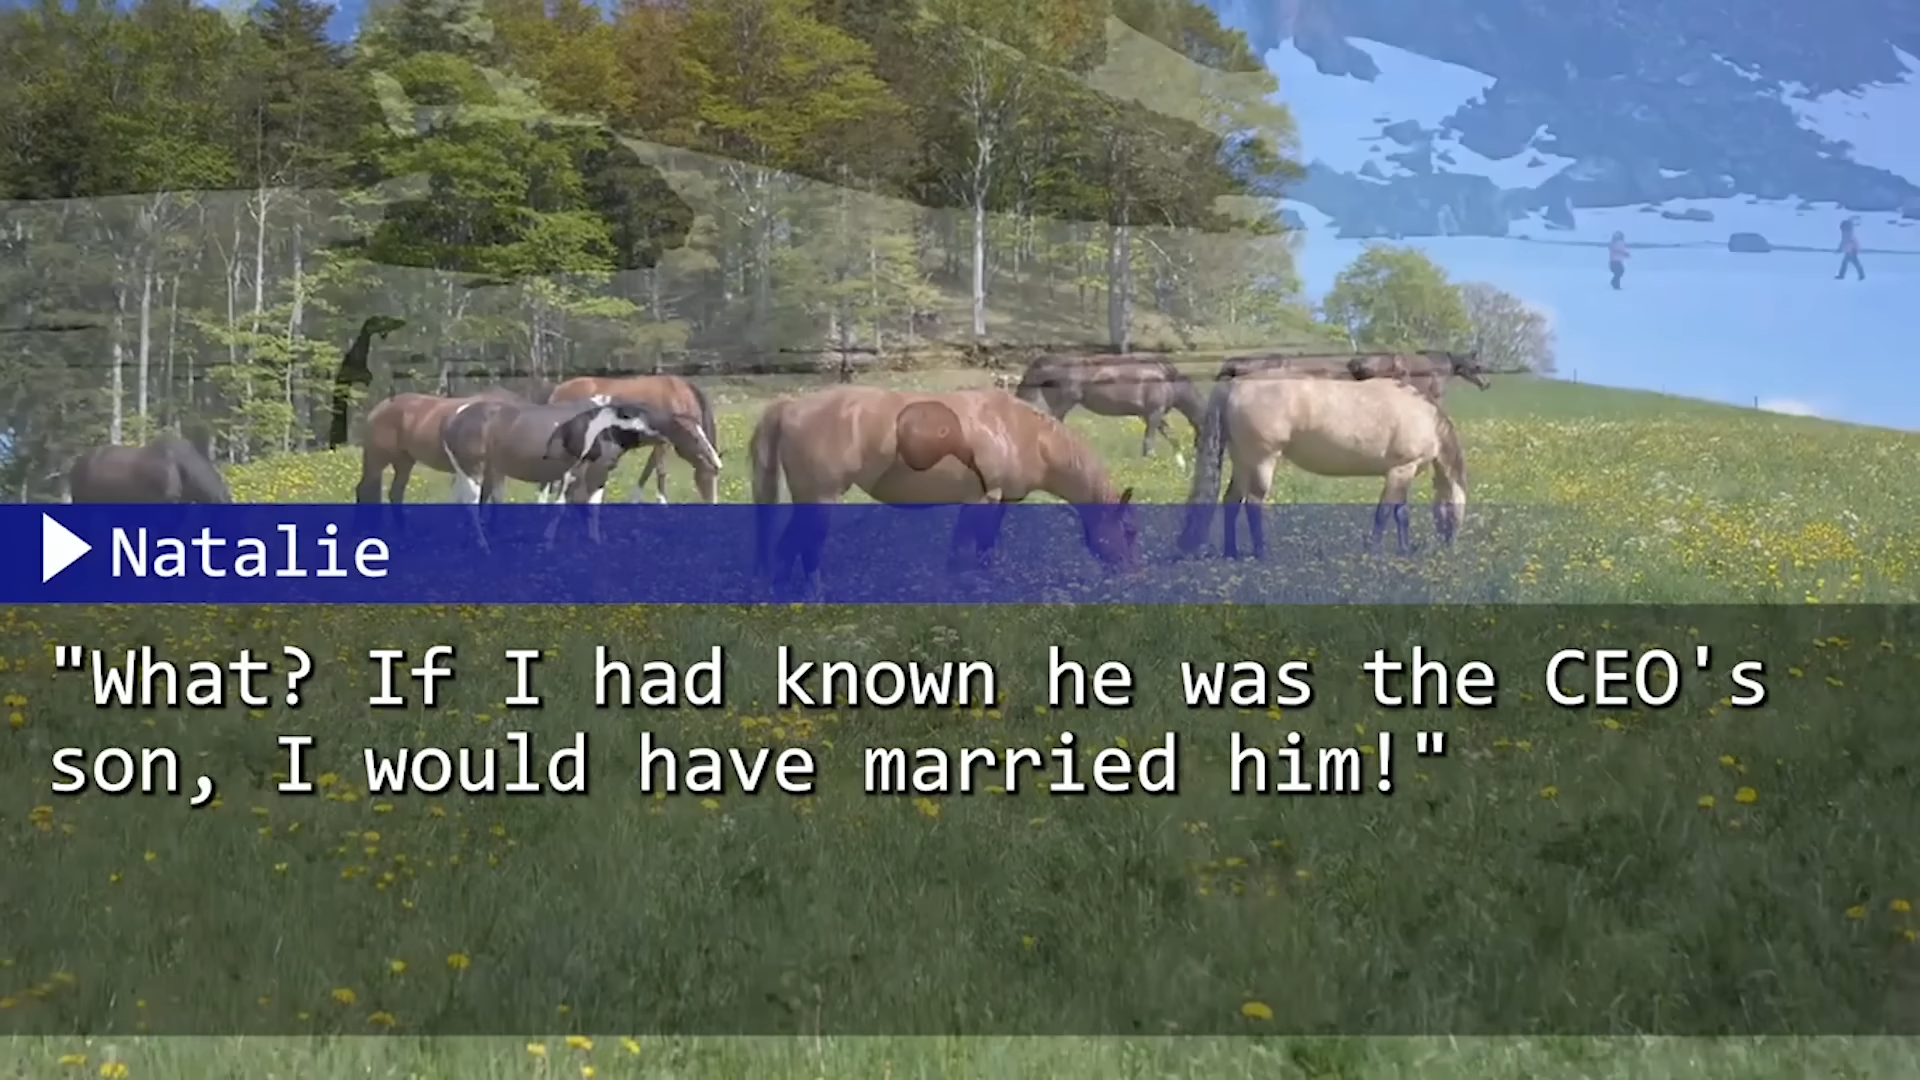 Natalie
"What? If I had known he was the CEO's
son, I would have married him!"